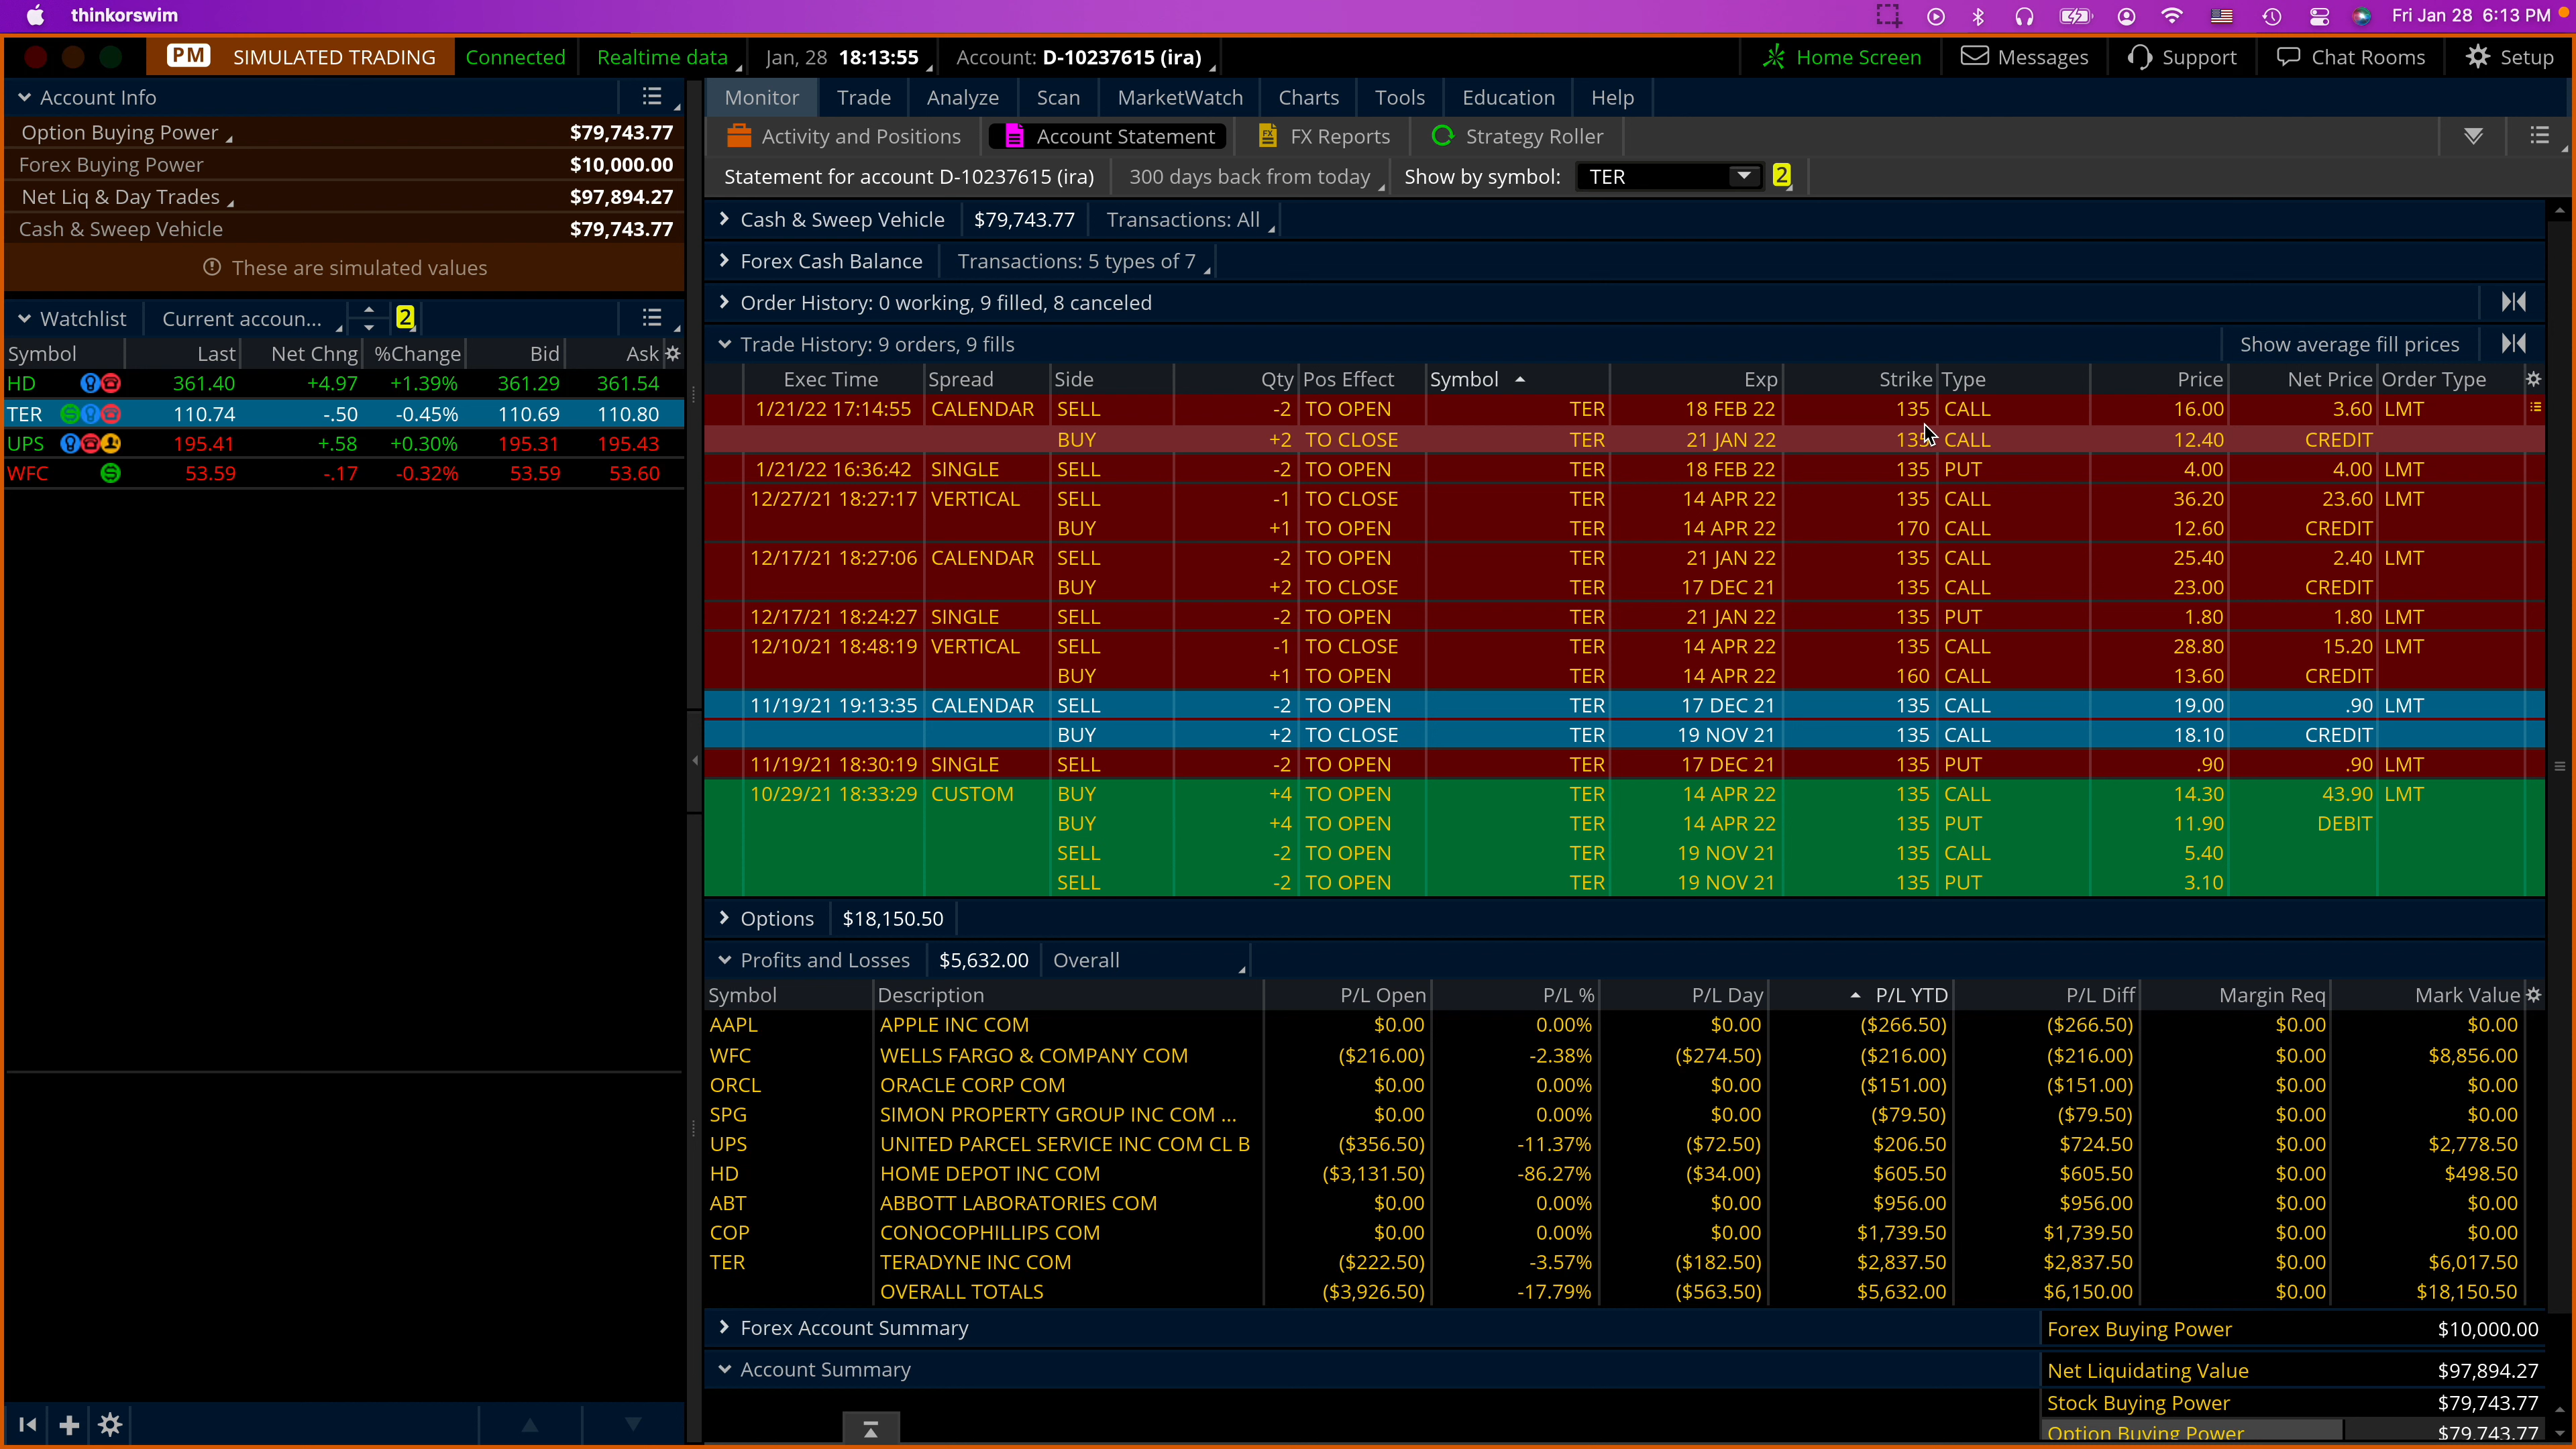 thinkorswim
Fri Jan 28 6:13 PM
PM SIMULATED TRADING Connected Realtime data Jan, 28 18:13:55 Account: D-10237615 (ira) Home Screen Messages Support Chat Rooms Setup
Account Info
Option Buying Power $79,743.77
Forex Buying Power $10,000.00
Net Liq & Day Trades $97,894.27
Cash & Sweep Vehicle $79,743.77
These are simulated values
Watchlist Current accoun... 2
Symbol Last Net Chng %Change Bid Ask
HD 361.40 +4.97 +1.39% 361.29 361.54
TER 110.74 -.50 -0.45% 110.69 110.80
UPS 195.41 +.58 +0.30% 195.31 195.43
WFC 53.59 -.17 -0.32% 53.59 53.60
Monitor Trade Analyze Scan MarketWatch Charts Tools Education Help
Activity and Positions Account Statement FX Reports Strategy Roller
Statement for account D-10237615 (ira) 300 days back from today Show by symbol: TER 2
Cash & Sweep Vehicle $79,743.77 Transactions: All
Forex Cash Balance Transactions: 5 types of 7
Order History: 0 working, 9 filled, 8 canceled
Trade History: 9 orders, 9 fills Show average fill prices
Exec Time Spread Side Qty Pos Effect Symbol Exp Strike Type Price Net Price Order Type
1/21/22 17:14:55 CALENDAR SELL -2 TO OPEN TER 18 FEB 22 135 CALL 16.00 3.60 LMT
BUY +2 TO CLOSE TER 21 JAN 22 135 CALL 12.40 CREDIT
1/21/22 16:36:42 SINGLE SELL -2 TO OPEN TER 18 FEB 22 135 PUT 4.00 4.00 LMT
12/27/21 18:27:17 VERTICAL SELL -1 TO CLOSE TER 14 APR 22 135 CALL 36.20 23.60 LMT
BUY +1 TO OPEN TER 14 APR 22 170 CALL 12.60 CREDIT
12/17/21 18:27:06 CALENDAR SELL -2 TO OPEN TER 21 JAN 22 135 CALL 25.40 2.40 LMT
BUY +2 TO CLOSE TER 17 DEC 21 135 CALL 23.00 CREDIT
12/17/21 18:24:27 SINGLE SELL -2 TO OPEN TER 21 JAN 22 135 PUT 1.80 1.80 LMT
12/10/21 18:48:19 VERTICAL SELL -1 TO CLOSE TER 14 APR 22 135 CALL 28.80 15.20 LMT
BUY +1 TO OPEN TER 14 APR 22 160 CALL 13.60 CREDIT
11/19/21 19:13:35 CALENDAR SELL -2 TO OPEN TER 17 DEC 21 135 CALL 19.00 .90 LMT
BUY +2 TO CLOSE TER 19 NOV 21 135 CALL 18.10 CREDIT
11/19/21 18:30:19 SINGLE SELL -2 TO OPEN TER 17 DEC 21 135 PUT .90 .90 LMT
10/29/21 18:33:29 CUSTOM BUY +4 TO OPEN TER 14 APR 22 135 CALL 14.30 43.90 LMT
BUY +4 TO OPEN TER 14 APR 22 135 PUT 11.90 DEBIT
SELL -2 TO OPEN TER 19 NOV 21 135 CALL 5.40
SELL -2 TO OPEN TER 19 NOV 21 135 PUT 3.10
Options $18,150.50
Profits and Losses $5,632.00 Overall
Symbol Description P/L Open P/L % P/L Day P/L YTD P/L Diff Margin Req Mark Value
AAPL APPLE INC COM $0.00 0.00% $0.00 ($266.50) ($266.50) $0.00 $0.00
WFC WELLS FARGO & COMPANY COM ($216.00) -2.38% ($274.50) ($216.00) ($216.00) $0.00 $8,856.00
ORCL ORACLE CORP COM $0.00 0.00% $0.00 ($151.00) ($151.00) $0.00 $0.00
SPG SIMON PROPERTY GROUP INC COM ... $0.00 0.00% $0.00 ($79.50) ($79.50) $0.00 $0.00
UPS UNITED PARCEL SERVICE INC COM CL B ($356.50) -11.37% ($72.50) $206.50 $724.50 $0.00 $2,778.50
HD HOME DEPOT INC COM ($3,131.50) -86.27% ($34.00) $605.50 $605.50 $0.00 $498.50
ABT ABBOTT LABORATORIES COM $0.00 0.00% $0.00 $956.00 $956.00 $0.00 $0.00
COP CONOCOPHILLIPS COM $0.00 0.00% $0.00 $1,739.50 $1,739.50 $0.00 $0.00
TER TERADYNE INC COM ($222.50) -3.57% ($182.50) $2,837.50 $2,837.50 $0.00 $6,017.50
OVERALL TOTALS ($3,926.50) -17.79% ($563.50) $5,632.00 $6,150.00 $0.00 $18,150.50
Forex Account Summary Forex Buying Power $10,000.00
Account Summary Net Liquidating Value $97,894.27
Stock Buying Power $79,743.77
Option Buying Power $79,743.77